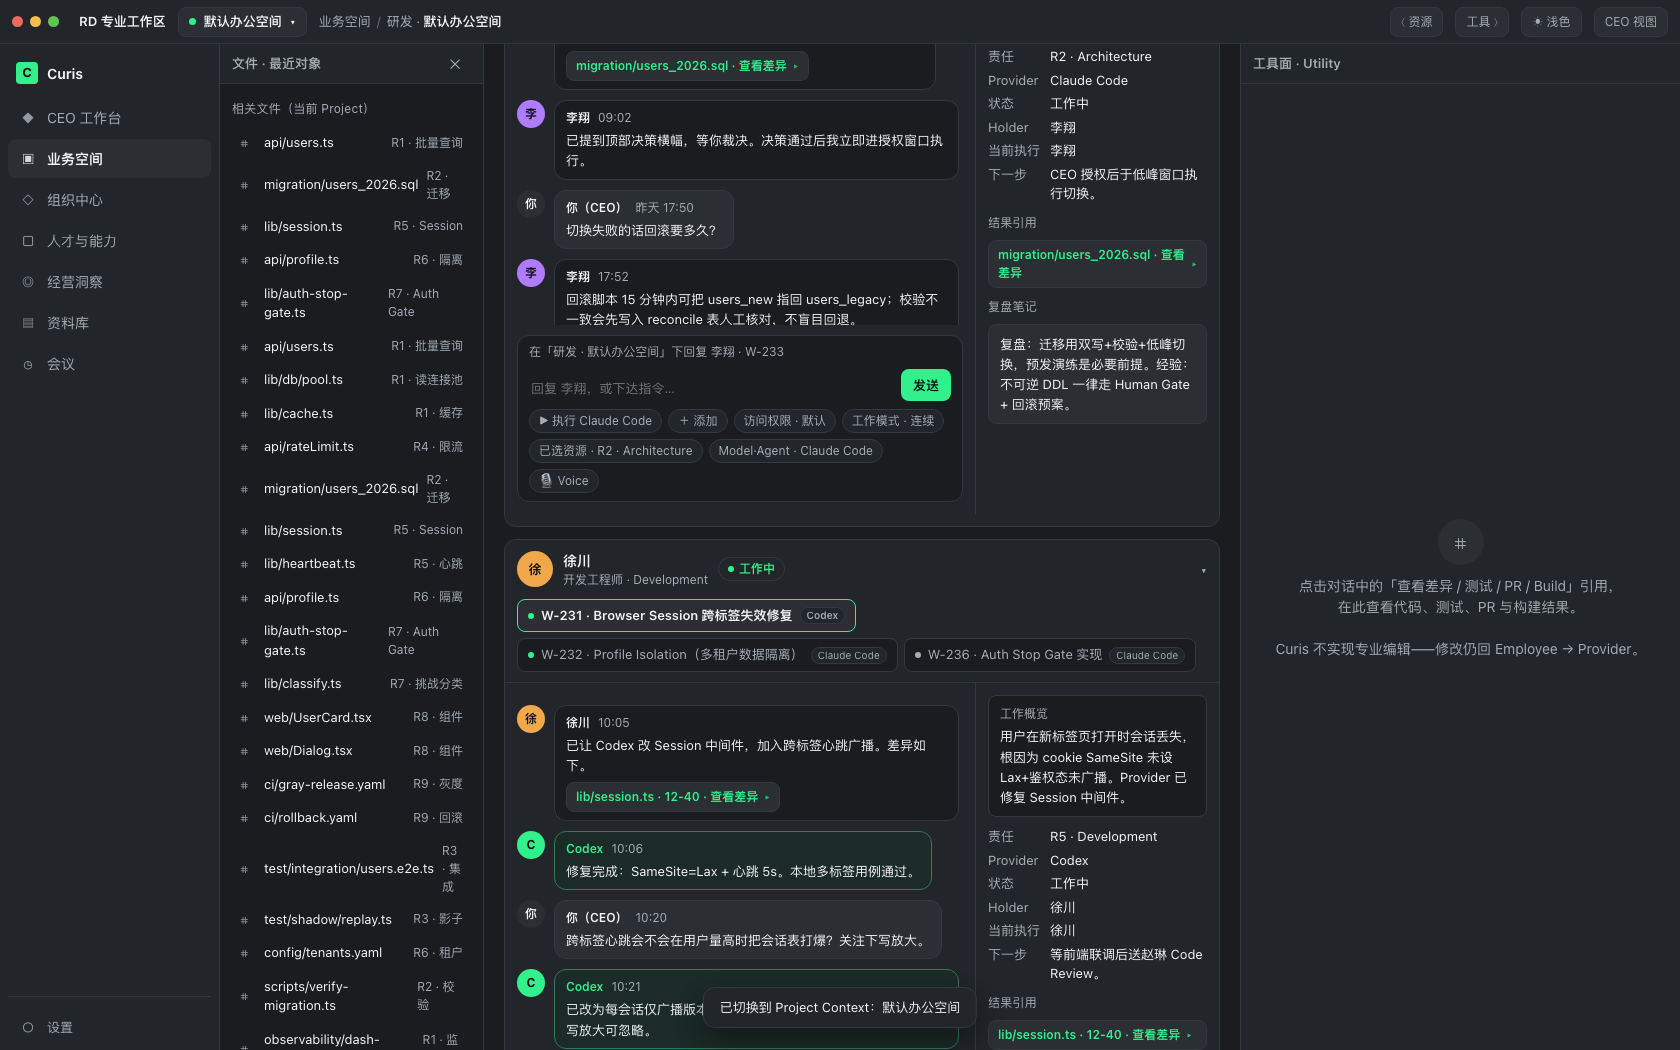 RD 专业工作区
默认办公空间 ▾
业务空间 / 研发 · 默认办公空间
〈 资源
工具 〉
☀ 浅色
CEO 视图
C Curis
CEO 工作台
业务空间
组织中心
人才与能力
经营洞察
资料库
会议
设置
文件 · 最近对象
相关文件（当前 Project）
# api/users.ts R1 · 批量查询
# migration/users_2026.sql R2 · 迁移
# lib/session.ts R5 · Session
# api/profile.ts R6 · 隔离
# lib/auth-stop-gate.ts R7 · Auth Gate
# api/users.ts R1 · 批量查询
# lib/db/pool.ts R1 · 读连接池
# lib/cache.ts R1 · 缓存
# api/rateLimit.ts R4 · 限流
# migration/users_2026.sql R2 · 迁移
# lib/session.ts R5 · Session
# lib/heartbeat.ts R5 · 心跳
# api/profile.ts R6 · 隔离
# lib/auth-stop-gate.ts R7 · Auth Gate
# lib/classify.ts R7 · 挑战分类
# web/UserCard.tsx R8 · 组件
# web/Dialog.tsx R8 · 组件
# ci/gray-release.yaml R9 · 灰度
# ci/rollback.yaml R9 · 回滚
# test/integration/users.e2e.ts R3 · 集成
# test/shadow/replay.ts R3 · 影子
# config/tenants.yaml R6 · 租户
# scripts/verify-migration.ts R2 · 校验
# observability/dash- R1 · 监
migration/users_2026.sql · 查看差异 ▸
李
李翔 09:02
已提到顶部决策横幅，等你裁决。决策通过后我立即进授权窗口执
行。
你
你（CEO） 昨天 17:50
切换失败的话回滚要多久？
李
李翔 17:52
回滚脚本 15 分钟内可把 users_new 指回 users_legacy；校验不
一致会先写入 reconcile 表人工核对，不盲目回退。
在「研发 · 默认办公空间」下回复 李翔 · W-233
回复 李翔，或下达指令…
发送
▶ 执行 Claude Code
＋ 添加
访问权限 · 默认
工作模式 · 连续
已选资源 · R2 · Architecture
Model·Agent · Claude Code
🎙 Voice
责任 R2 · Architecture
Provider Claude Code
状态 工作中
Holder 李翔
当前执行 李翔
下一步 CEO 授权后于低峰窗口执
行切换。
结果引用
migration/users_2026.sql · 查看
差异 ▸
复盘笔记
复盘：迁移用双写+校验+低峰切
换，预发演练是必要前提。经验：
不可逆 DDL 一律走 Human Gate
+ 回滚预案。
徐
徐川
开发工程师 · Development
工作中
▾
W-231 · Browser Session 跨标签失效修复 Codex
W-232 · Profile Isolation（多租户数据隔离） Claude Code
W-236 · Auth Stop Gate 实现 Claude Code
徐
徐川 10:05
已让 Codex 改 Session 中间件，加入跨标签心跳广播。差异如
下。
lib/session.ts · 12-40 · 查看差异 ▸
C
Codex 10:06
修复完成：SameSite=Lax + 心跳 5s。本地多标签用例通过。
你
你（CEO） 10:20
跨标签心跳会不会在用户量高时把会话表打爆？关注下写放大。
C
Codex 10:21
已改为每会话仅广播版
写放大可忽略。
工作概览
用户在新标签页打开时会话丢失，
根因为 cookie SameSite 未设
Lax+鉴权态未广播。Provider 已
修复 Session 中间件。
责任 R5 · Development
Provider Codex
状态 工作中
Holder 徐川
当前执行 徐川
下一步 等前端联调后送赵琳 Code
Review。
结果引用
lib/session.ts · 12-40 · 查看差异 ▸
已切换到 Project Context：默认办公空间
工具面 · Utility
#
点击对话中的「查看差异 / 测试 / PR / Build」引用，
在此查看代码、测试、PR 与构建结果。
Curis 不实现专业编辑——修改仍回 Employee → Provider。